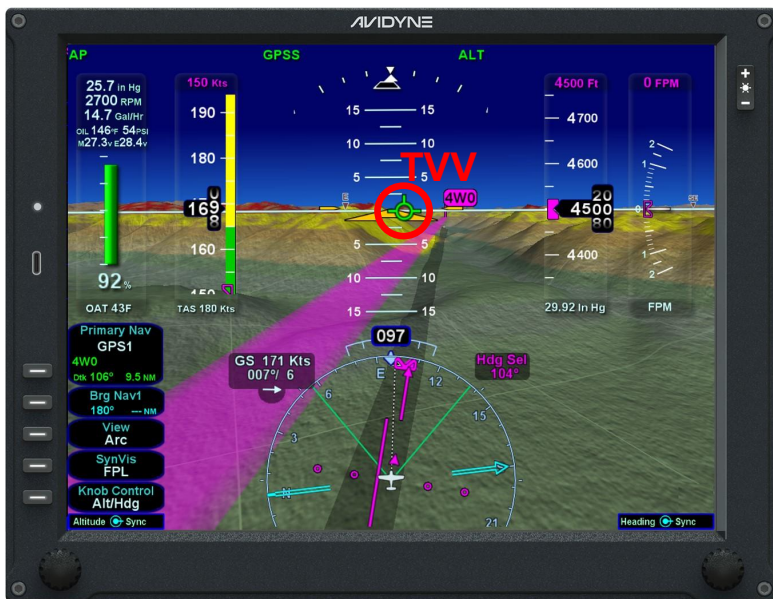 AVIDYNE
AP
GPSS
ALT
25.7 in Hg
2700 RPM
14.7 Gal/Hr
OIL 146°F 54PSI
M27.3v E28.4v
92%
OAT 43F
150 Kts
190
180
169
160
TAS 180 Kts
15 15
10 10
5 5
5 5
10 10
15 15
TVV
4W0
4500 Ft
4700
4600
4500
20
80
4400
29.92 In Hg
0 FPM
2
1
0
1
2
FPM
Primary Nav
GPS1
4W0
Dtk 106° 9.5 NM
Brg Nav1
180° --- NM
View
Arc
SynVis
FPL
Knob Control
Alt/Hdg
Altitude Sync
GS 171 Kts
007°/ 6
097
Hdg Sel
104°
N
3
6
E
12
15
21
Heading Sync